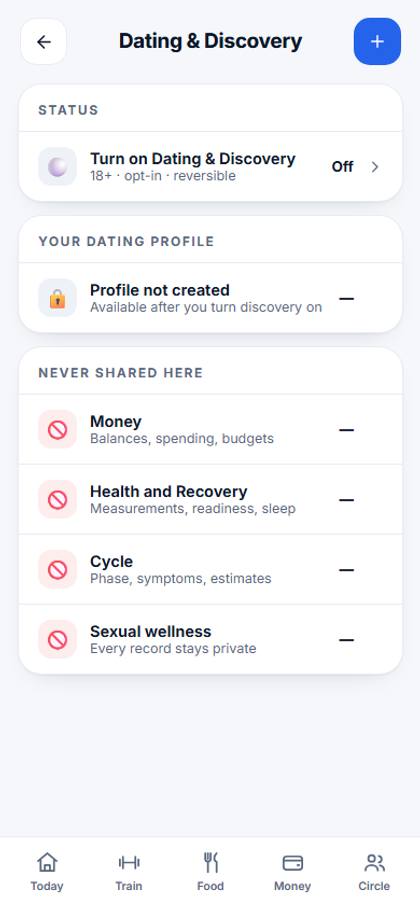 Dating & Discovery
STATUS
Turn on Dating & Discovery
18+ · opt-in · reversible
Off
YOUR DATING PROFILE
Profile not created
Available after you turn discovery on
—
NEVER SHARED HERE
Money
Balances, spending, budgets
—
Health and Recovery
Measurements, readiness, sleep
—
Cycle
Phase, symptoms, estimates
—
Sexual wellness
Every record stays private
—
Today
Train
Food
Money
Circle